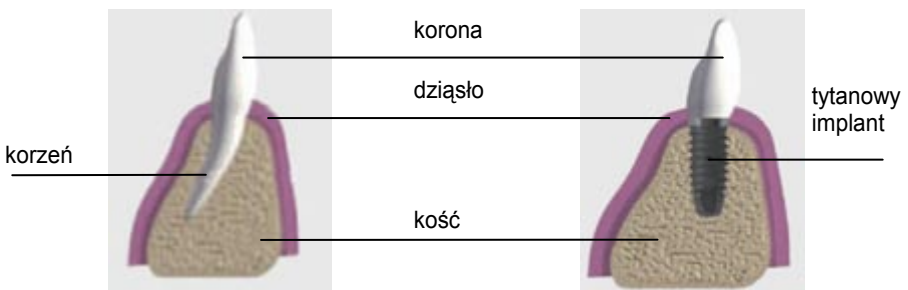 korona
dziąsło
tytanowy
implant
korzeń
kość